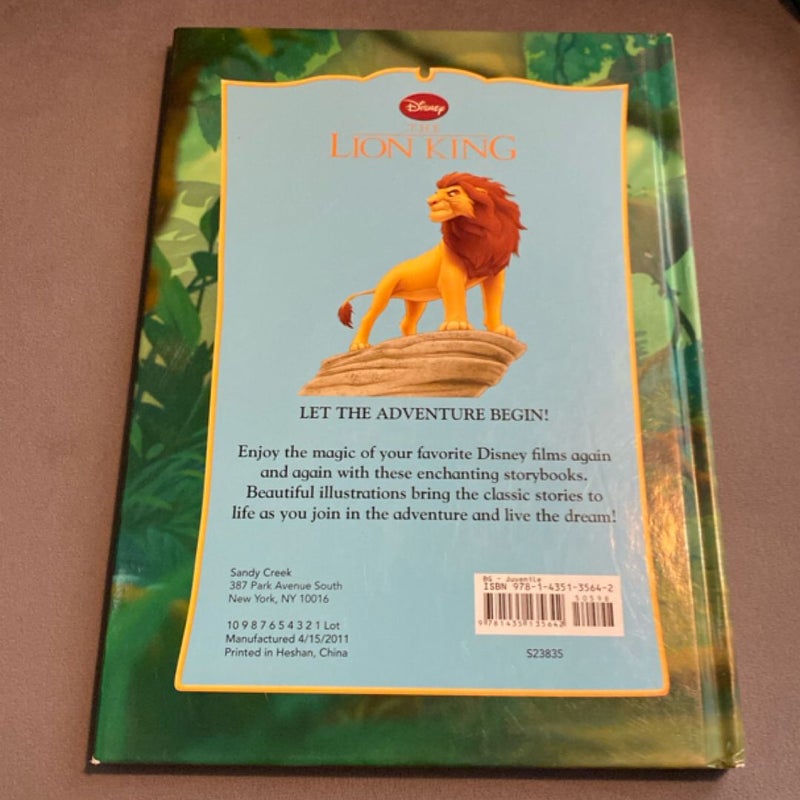 Disney
THE
LION KING
LET THE ADVENTURE BEGIN!
Enjoy the magic of your favorite Disney films again
and again with these enchanting storybooks.
Beautiful illustrations bring the classic stories to
life as you join in the adventure and live the dream!
Sandy Creek
387 Park Avenue South
New York, NY 10016
10 9 8 7 6 5 4 3 2 1 Lot
Manufactured 4/15/2011
Printed in Heshan, China
BG - Juvenile
ISBN 978-1-4351-3564-2
50598
9 781435 135642
S23835